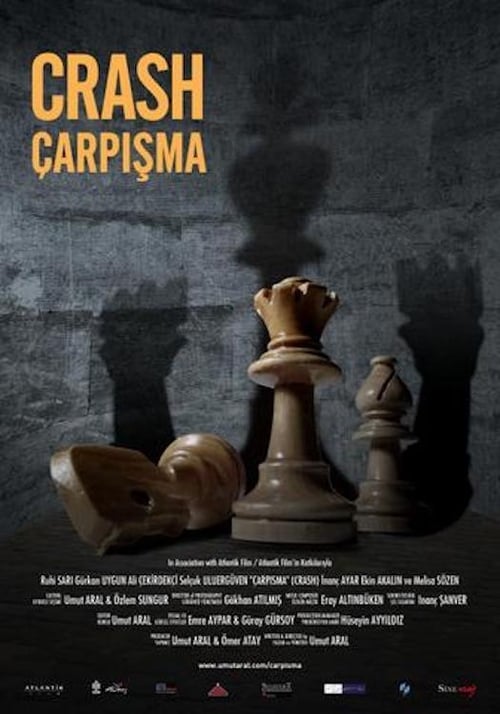 CRASH
ÇARPIŞMA
In Association with Atlantik Film / Atlantik Film'in Katkılarıyla
Ruhi SARI Gürkan UYGUN Ali ÇEKİRDEKÇİ Selçuk ULUERGÜVEN "ÇARPIŞMA" (CRASH) İnanç AYAR Ekin AKALIN ve Melisa SÖZEN
Umut ARAL & Özlem SUNGUR Gökhan ATILMIŞ Eray ALTINBÜKEN İnanç ŞANVER
Umut ARAL Emre AYPAR & Güray GÜRSOY Hüseyin AYYILDIZ
Umut ARAL & Ömer ATAY Umut ARAL
www.umutaral.com/carpisma
ATLANTİK